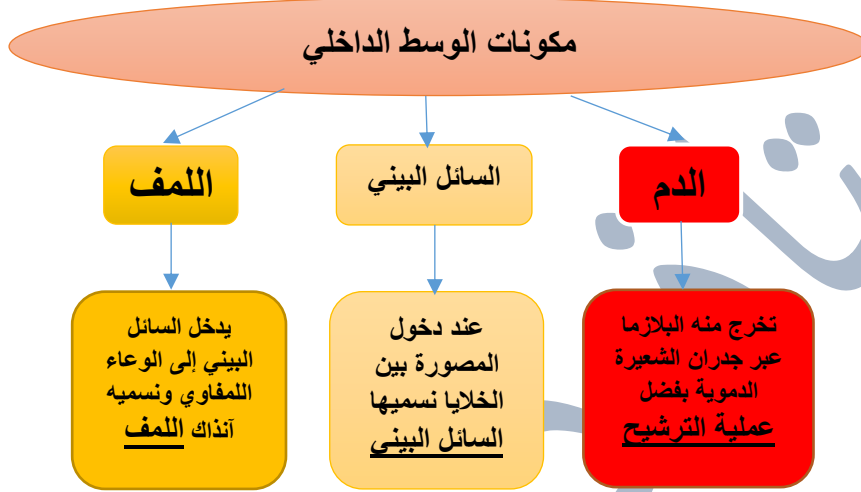 مكونات الوسط الداخلي
الدم
السائل البيني
اللمف
تخرج منه البلازما
عبر جدران الشعيرة
الدموية بفضل
عملية الترشيح
عند دخول
المصورة بين
الخلايا نسميها
السائل البيني
يدخل السائل
البيني إلى الوعاء
اللمفاوي ونسميه
آنذاك اللمف